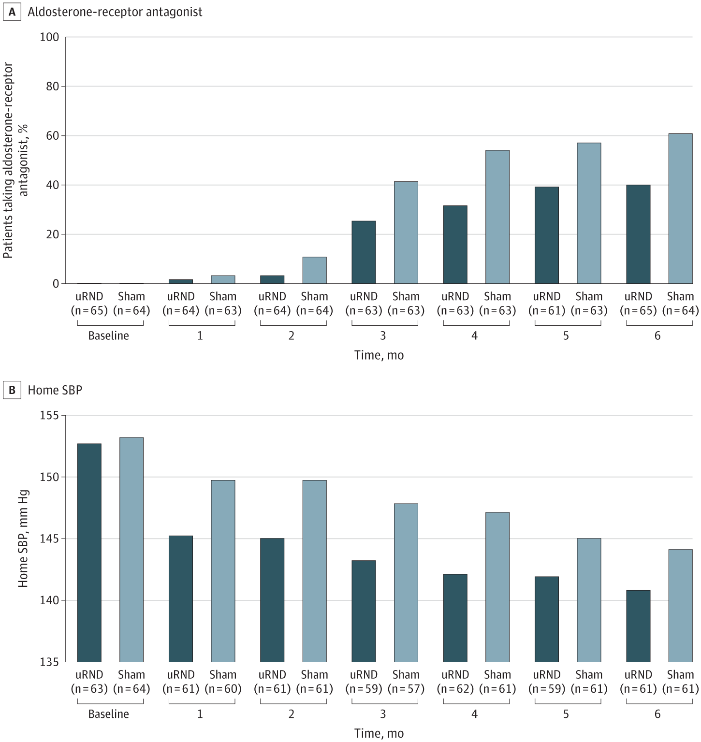 A Aldosterone-receptor antagonist
Patients taking aldosterone-receptor
antagonist, %
100
80
60
40
20
0
uRND Sham uRND Sham uRND Sham uRND Sham uRND Sham uRND Sham uRND Sham
(n=65) (n=64) (n=64) (n=63) (n=64) (n=64) (n=63) (n=63) (n=63) (n=63) (n=61) (n=63) (n=65) (n=64)
Baseline 1 2 3 4 5 6
Time, mo
B Home SBP
Home SBP, mm Hg
155
150
145
140
135
uRND Sham uRND Sham uRND Sham uRND Sham uRND Sham uRND Sham uRND Sham
(n=63) (n=64) (n=61) (n=60) (n=61) (n=61) (n=59) (n=57) (n=62) (n=61) (n=59) (n=61) (n=61) (n=61)
Baseline 1 2 3 4 5 6
Time, mo